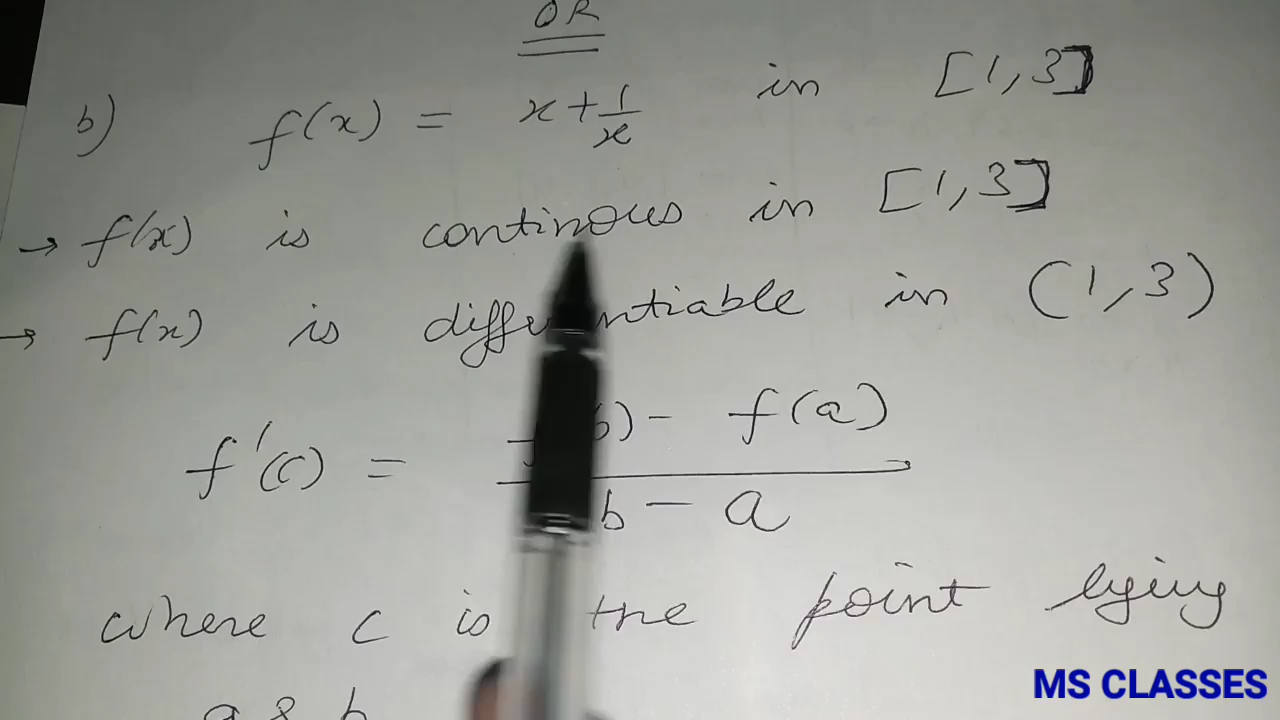 OR
b) f(x) = x + 1/x in [1,3]
→ f(x) is continous in [1,3]
→ f(x) is differentiable in (1,3)
f'(c) = f(b) - f(a) / b - a
where c is the point lying
a & b
MS CLASSES